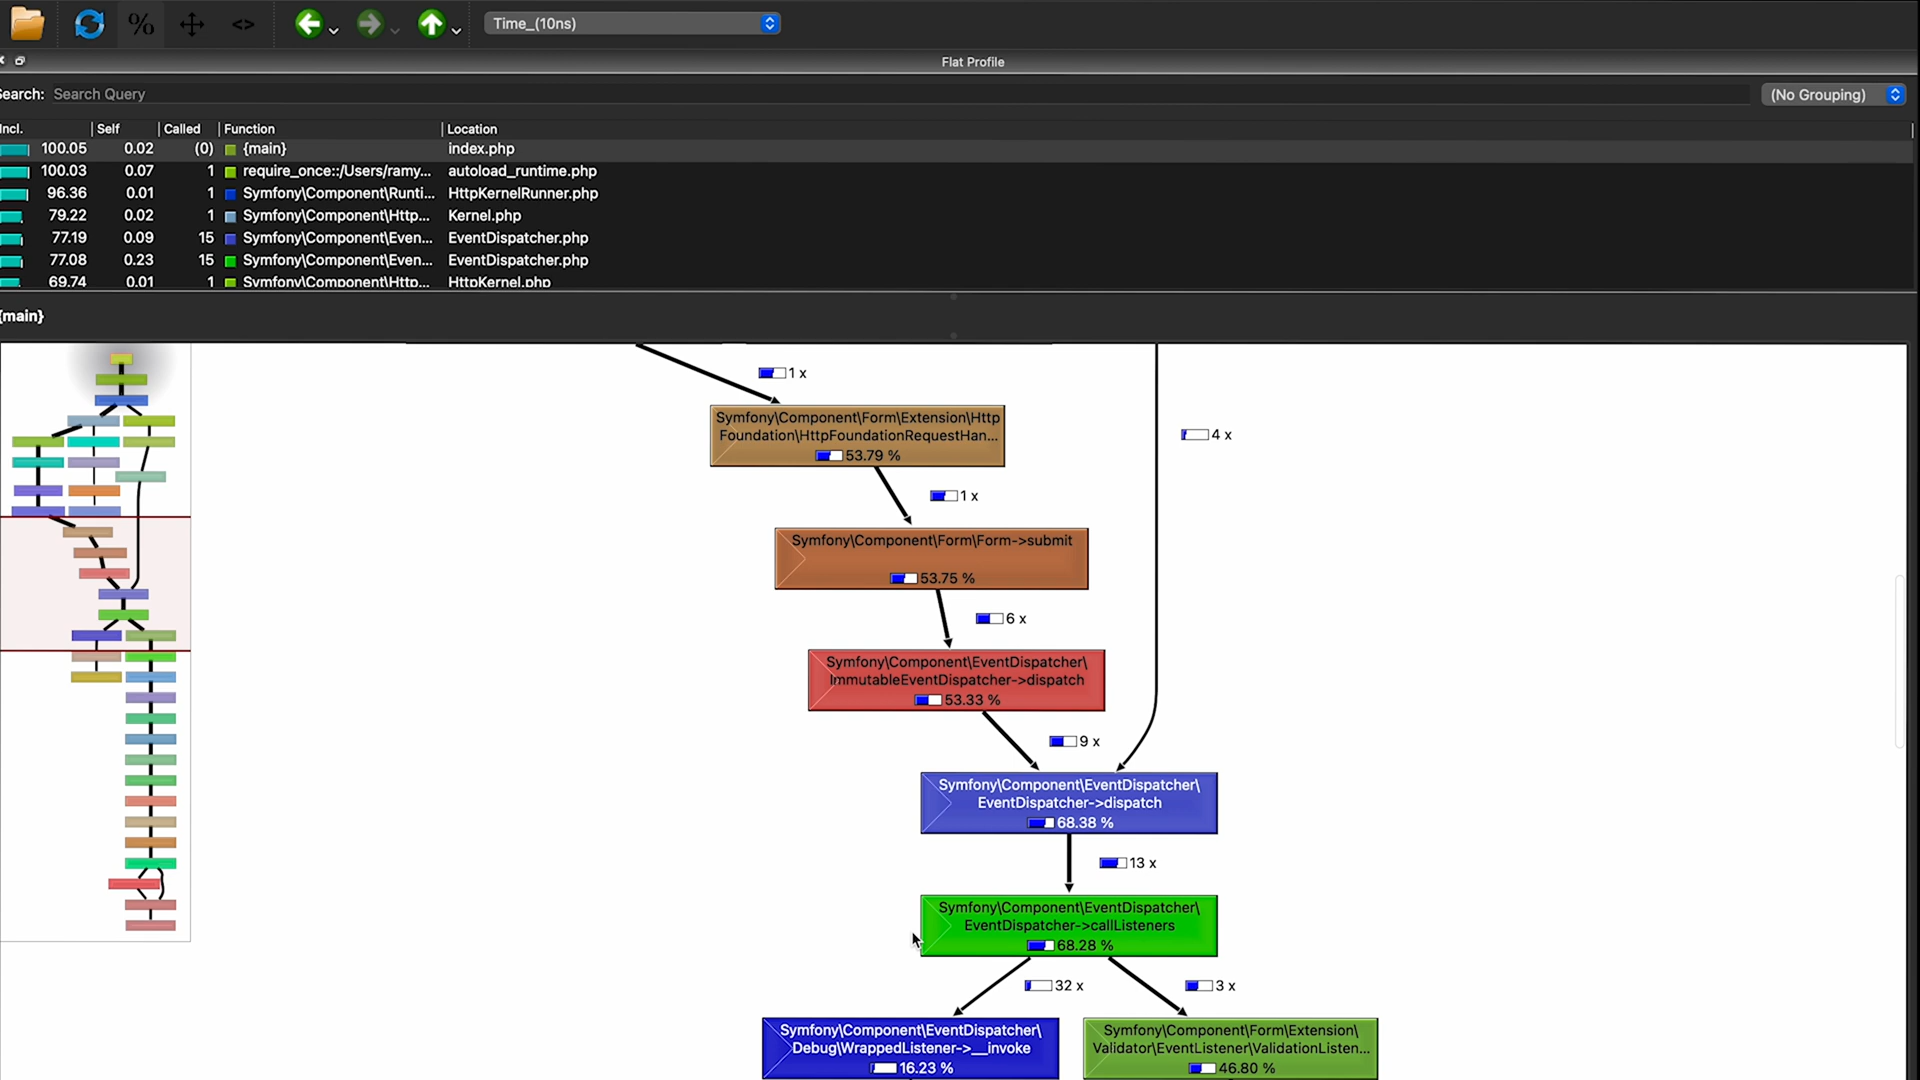 %
<>
Time_(10ns)
Flat Profile
Search: Search Query
(No Grouping)
Incl. Self Called Function Location
100.05 0.02 (0) {main} index.php
100.03 0.07 1 require_once::/Users/ramy... autoload_runtime.php
96.36 0.01 1 Symfony\Component\Runti... HttpKernelRunner.php
79.22 0.02 1 Symfony\Component\Http... Kernel.php
77.19 0.09 15 Symfony\Component\Even... EventDispatcher.php
77.08 0.23 15 Symfony\Component\Even... EventDispatcher.php
69.74 0.01 1 Symfony\Component\Http... HttpKernel.php
{main}
1 x
Symfony\Component\Form\Extension\Http
Foundation\HttpFoundationRequestHan...
53.79 %
4 x
1 x
Symfony\Component\Form\Form->submit
53.75 %
6 x
Symfony\Component\EventDispatcher\
ImmutableEventDispatcher->dispatch
53.33 %
9 x
Symfony\Component\EventDispatcher\
EventDispatcher->dispatch
68.38 %
13 x
Symfony\Component\EventDispatcher\
EventDispatcher->callListeners
68.28 %
32 x
3 x
Symfony\Component\EventDispatcher\
Debug\WrappedListener->__invoke
16.23 %
Symfony\Component\Form\Extension\
Validator\EventListener\ValidationListen...
46.80 %